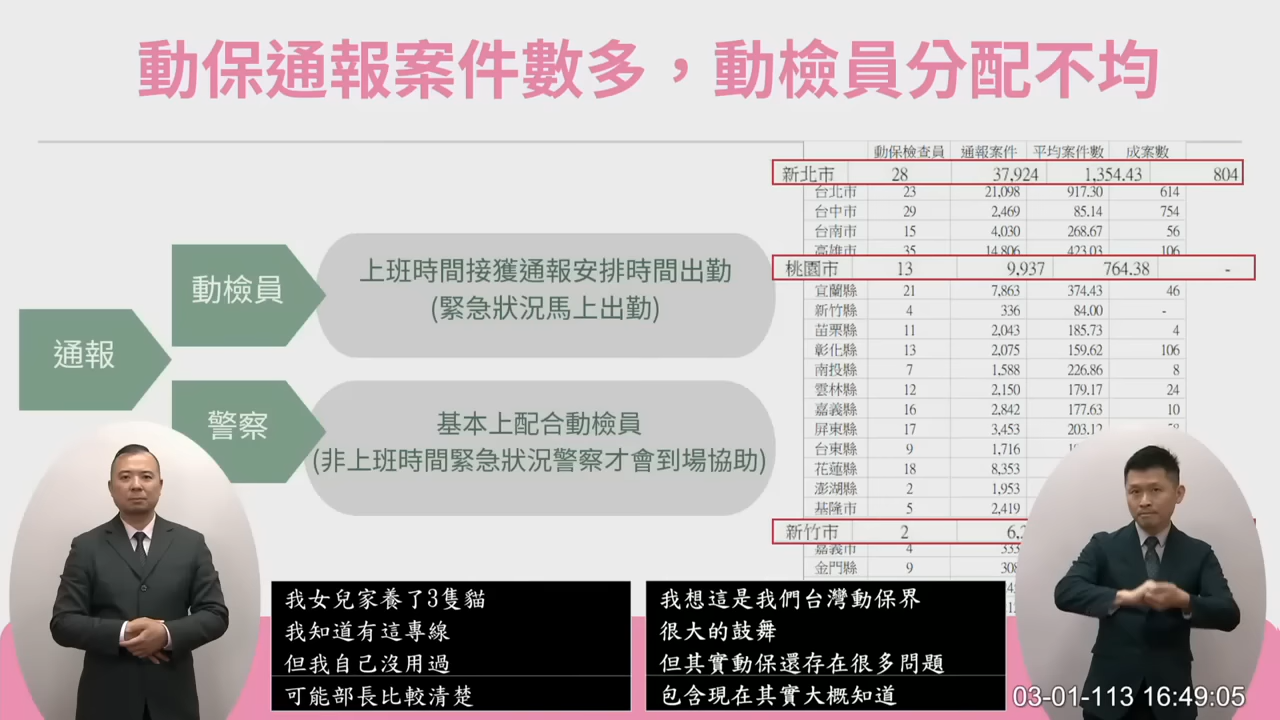 動保通報案件數多，動檢員分配不均
通報
動檢員
上班時間接獲通報安排時間出勤
(緊急狀況馬上出勤)
警察
基本上配合動檢員
(非上班時間緊急狀況警察才會到場協助)
動保檢查員 通報案件 平均案件數 成案數
新北市 28 37,924 1,354.43 804
台北市 23 21,098 917.30 614
台中市 29 2,469 85.14 754
台南市 15 4,030 268.67 56
高雄市 35 14,806 423.03 106
桃園市 13 9,937 764.38 -
宜蘭縣 21 7,863 374.43 46
新竹縣 4 336 84.00 -
苗栗縣 11 2,043 185.73 4
彰化縣 13 2,075 159.62 106
南投縣 7 1,588 226.86 8
雲林縣 12 2,150 179.17 24
嘉義縣 16 2,842 177.63 10
屏東縣 17 3,453 203.12
台東縣 9 1,716
花蓮縣 18 8,353
澎湖縣 2 1,953
基隆市 5 2,419
新竹市 2
嘉義市 4 333
金門縣 9
我女兒家養了3隻貓
我知道有這專線
但我自己沒用過
可能部長比較清楚
我想這是我們台灣動保界
很大的鼓舞
但其實動保還存在很多問題
包含現在其實大概知道
03-01-113 16:49:05